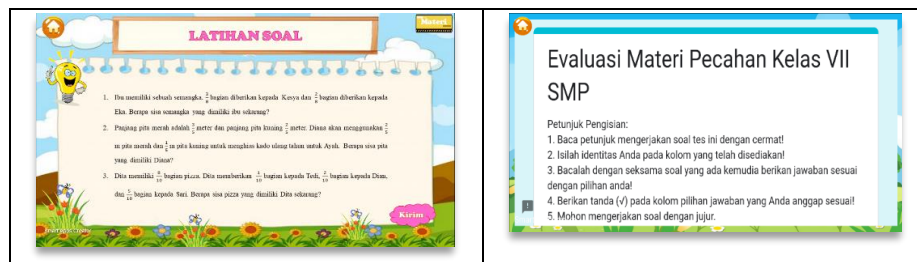 Materi
LATIHAN SOAL
1. Ibu memiliki sebuah semangka. bagian diberikan kepada Kesya dan bagian diberikan kepada
Eka. Berapa sisa semangka yang dimiliki ibu sekarang?
2. Panjang pita merah adalah meter dan panjang pita kuning meter. Diana akan menggunakan
m pita merah dan m pita kuning untuk menghias kado ulang tahun untuk Ayah. Berapa sisa pita
yang dimiliki Diana?
3. Dita memiliki bagian pizza. Dita memberikan bagian kepada Tedi, bagian kepada Dian,
dan bagian kepada Sari. Berapa sisa pizza yang dimiliki Dita sekarang?
Kirim
Evaluasi Materi Pecahan Kelas VII
SMP
Petunjuk Pengisian:
1. Baca petunjuk mengerjakan soal tes ini dengan cermat!
2. Isilah identitas Anda pada kolom yang telah disediakan!
3. Bacalah dengan seksama soal yang ada kemudia berikan jawaban sesuai
dengan pilihan anda!
4. Berikan tanda (√) pada kolom pilihan jawaban yang Anda anggap sesuai!
5. Mohon mengerjakan soal dengan jujur.